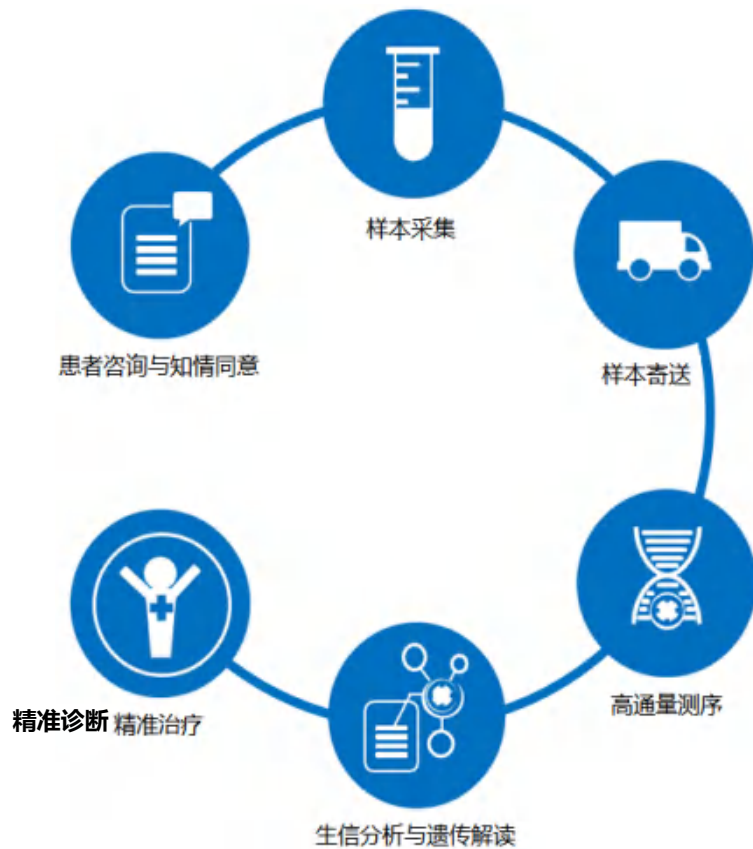 样本采集
患者咨询与知情同意
样本寄送
高通量测序
精准诊断 精准治疗
生信分析与遗传解读